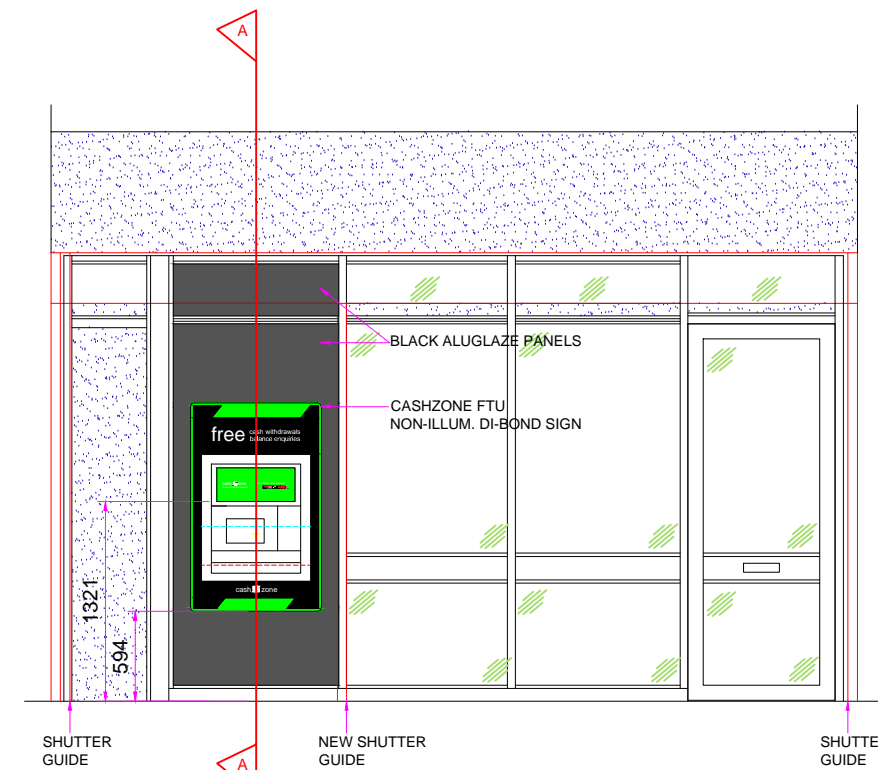 A
BLACK ALUGLAZE PANELS
CASHZONE FTU
NON-ILLUM. DI-BOND SIGN
free cash withdrawals
balance enquiries
cash zone
1321
594
SHUTTER
GUIDE
NEW SHUTTER
GUIDE
SHUTTE
GUIDE
A